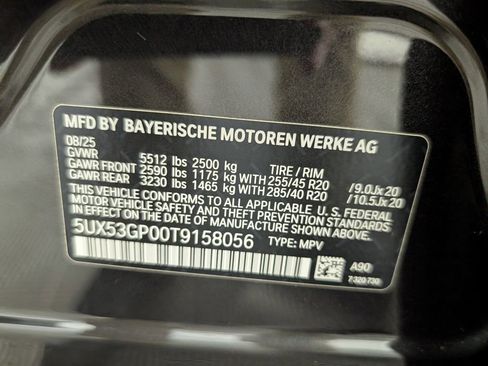 MFD BY BAYERISCHE MOTOREN WERKE AG
08/25
GVWR 5512 lbs 2500 kg TIRE / RIM
GAWR FRONT 2590 lbs 1175 kg WITH 255/45 R20 /9.0Jx20
GAWR REAR 3230 lbs 1465 kg WITH 285/40 R20 /10.5Jx20
THIS VEHICLE CONFORMS TO ALL APPLICABLE U.S. FEDERAL
MOTOR VEHICLE SAFETY AND THEFT PREVENTION
STANDARDS IN EFFECT ON THE DATE OF
MANUFACTURE SHOWN ABOVE.
5UX53GP00T9158056 TYPE: MPV
A90
7320730